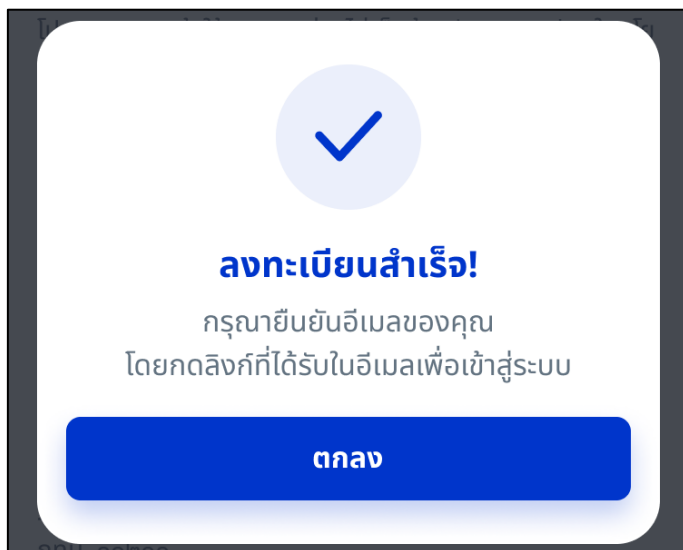 ลงทะเบียนสำเร็จ!
กรุณายืนยันอีเมลของคุณ
โดยกดลิงก์ที่ได้รับในอีเมลเพื่อเข้าสู่ระบบ
ตกลง